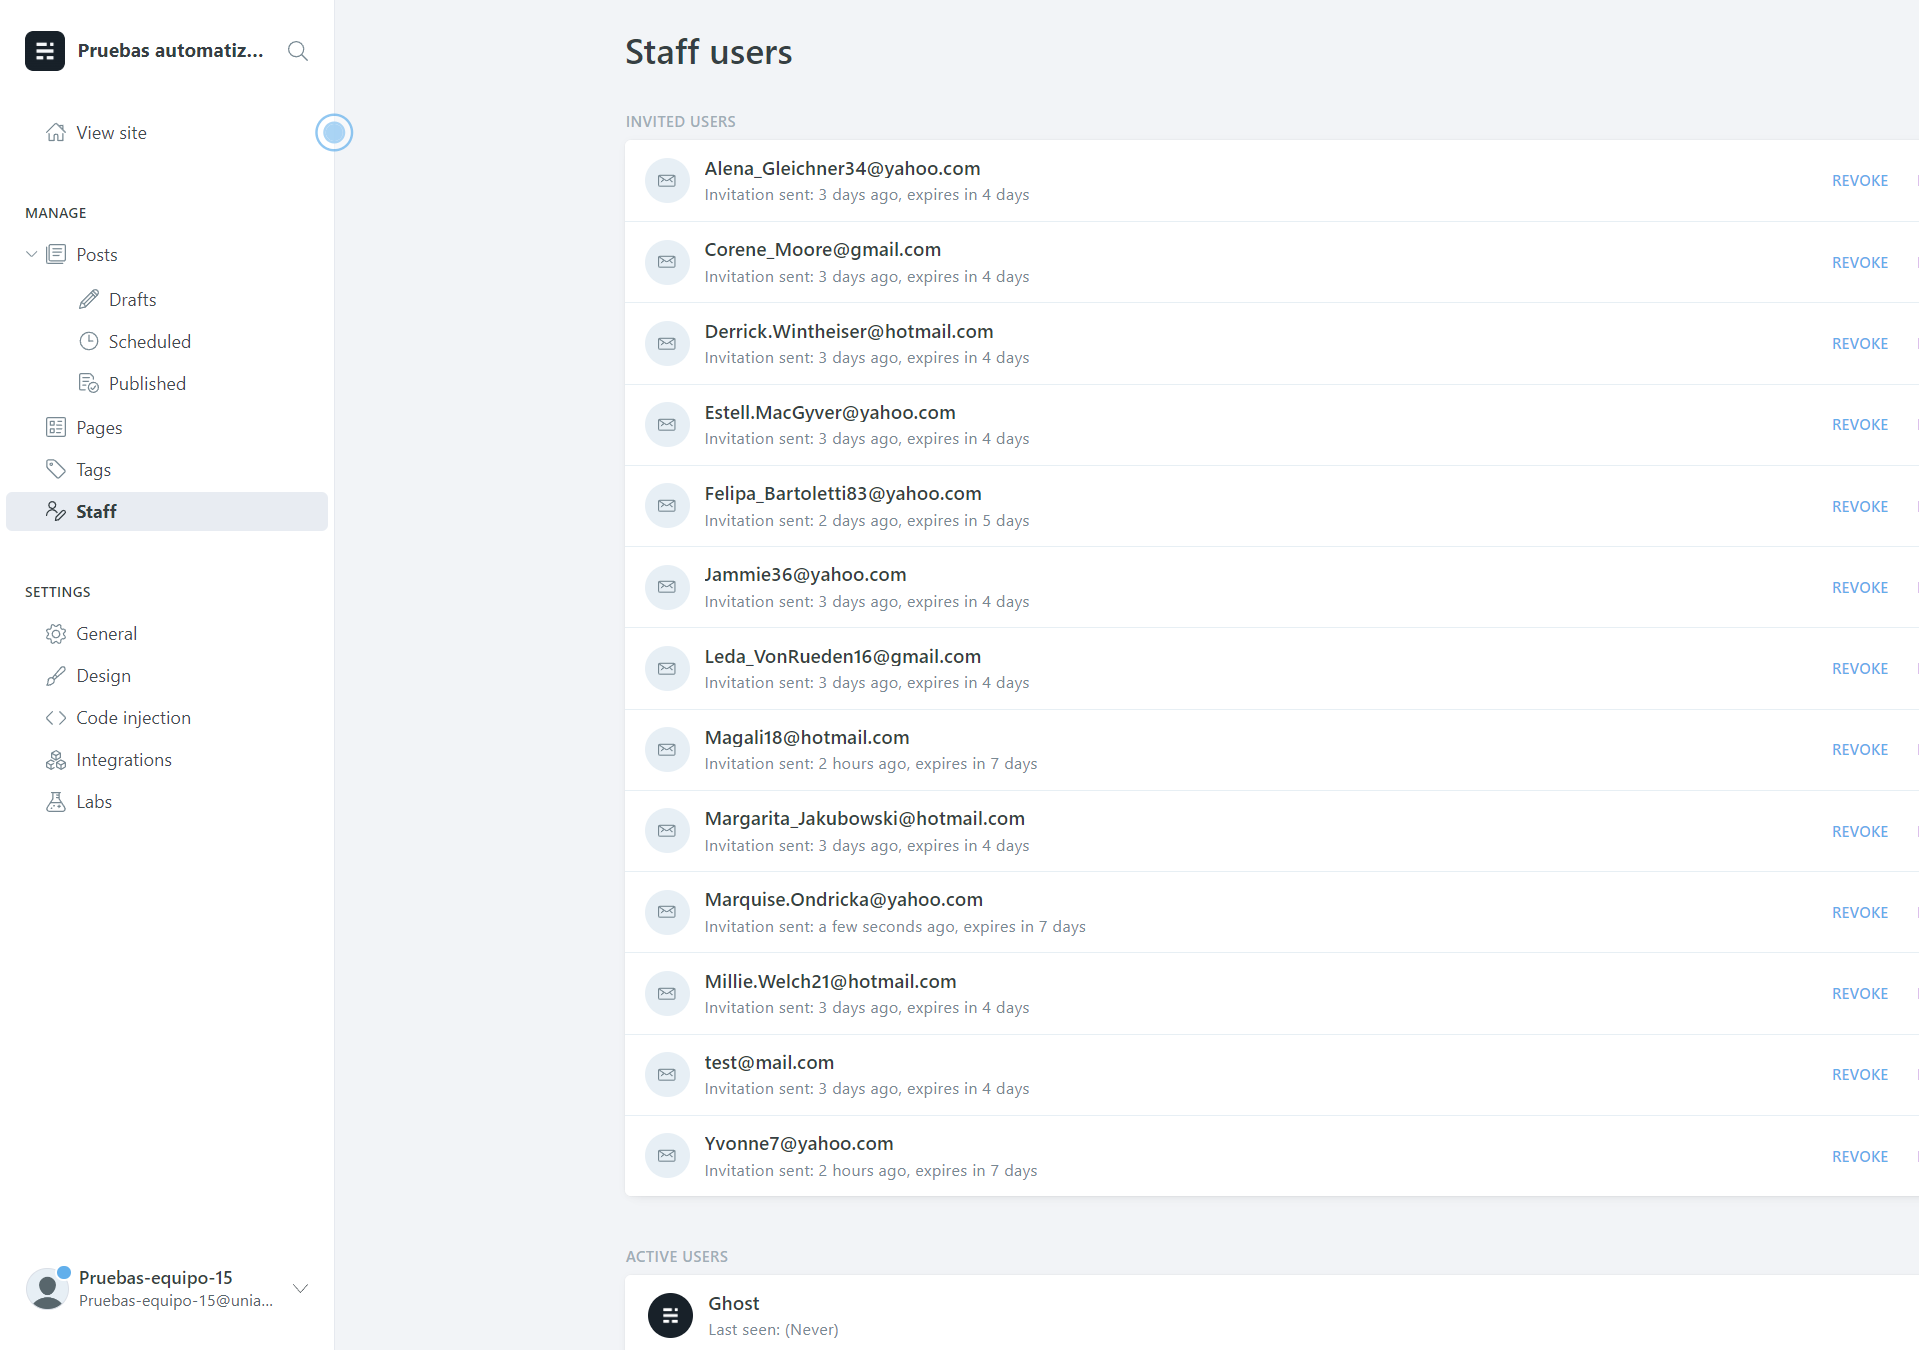 Pruebas automatiz...
View site
MANAGE
Posts
Drafts
Scheduled
Published
Pages
Tags
Staff
SETTINGS
General
Design
Code injection
Integrations
Labs
Pruebas-equipo-15
Pruebas-equipo-15@unia...
Staff users
INVITED USERS
Alena_Gleichner34@yahoo.com
Invitation sent: 3 days ago, expires in 4 days
REVOKE
Corene_Moore@gmail.com
Invitation sent: 3 days ago, expires in 4 days
REVOKE
Derrick.Wintheiser@hotmail.com
Invitation sent: 3 days ago, expires in 4 days
REVOKE
Estell.MacGyver@yahoo.com
Invitation sent: 3 days ago, expires in 4 days
REVOKE
Felipa_Bartoletti83@yahoo.com
Invitation sent: 2 days ago, expires in 5 days
REVOKE
Jammie36@yahoo.com
Invitation sent: 3 days ago, expires in 4 days
REVOKE
Leda_VonRueden16@gmail.com
Invitation sent: 3 days ago, expires in 4 days
REVOKE
Magali18@hotmail.com
Invitation sent: 2 hours ago, expires in 7 days
REVOKE
Margarita_Jakubowski@hotmail.com
Invitation sent: 3 days ago, expires in 4 days
REVOKE
Marquise.Ondricka@yahoo.com
Invitation sent: a few seconds ago, expires in 7 days
REVOKE
Millie.Welch21@hotmail.com
Invitation sent: 3 days ago, expires in 4 days
REVOKE
test@mail.com
Invitation sent: 3 days ago, expires in 4 days
REVOKE
Yvonne7@yahoo.com
Invitation sent: 2 hours ago, expires in 7 days
REVOKE
ACTIVE USERS
Ghost
Last seen: (Never)